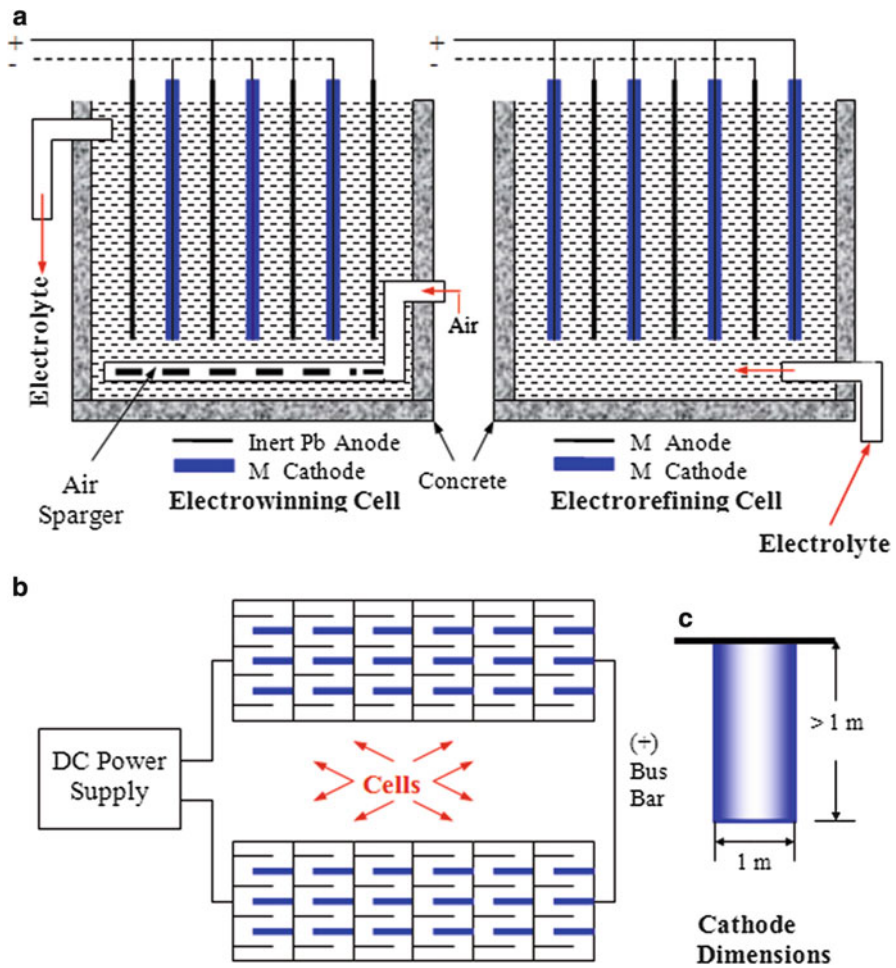 a
+
-
+
-
Electrolyte
Air
Inert Pb Anode
M Cathode
Electrowinning Cell
Air
Sparger
Concrete
M Anode
M Cathode
Electrorefining Cell
Electrolyte
b
DC Power
Supply
Cells
(+)
Bus
Bar
c
> 1 m
1 m
Cathode
Dimensions